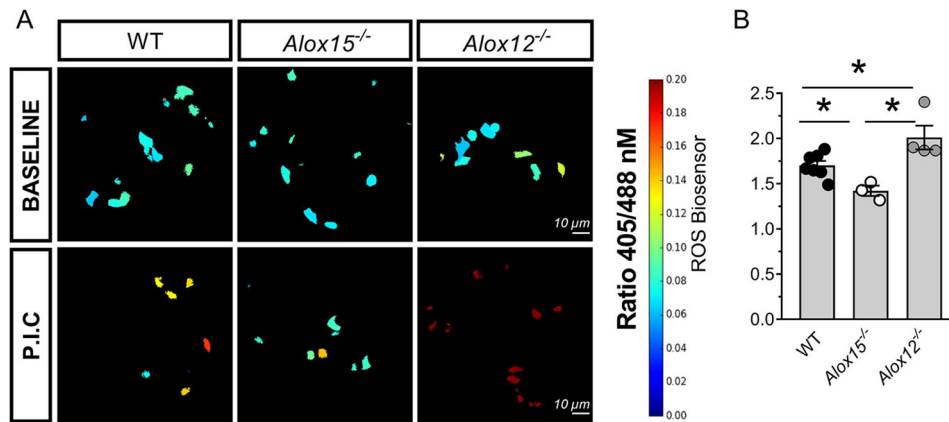 A
WT
Alox15-/-
Alox12-/-
BASELINE
10 µm
P.I.C
10 µm
0.20
0.18
0.16
0.14
0.12
0.10
0.08
0.06
0.04
0.02
0.00
Ratio 405/488 nM
ROS Biosensor
B
*
* *
2.5
2.0
1.5
1.0
0.5
0.0
WT
Alox15-/-
Alox12-/-